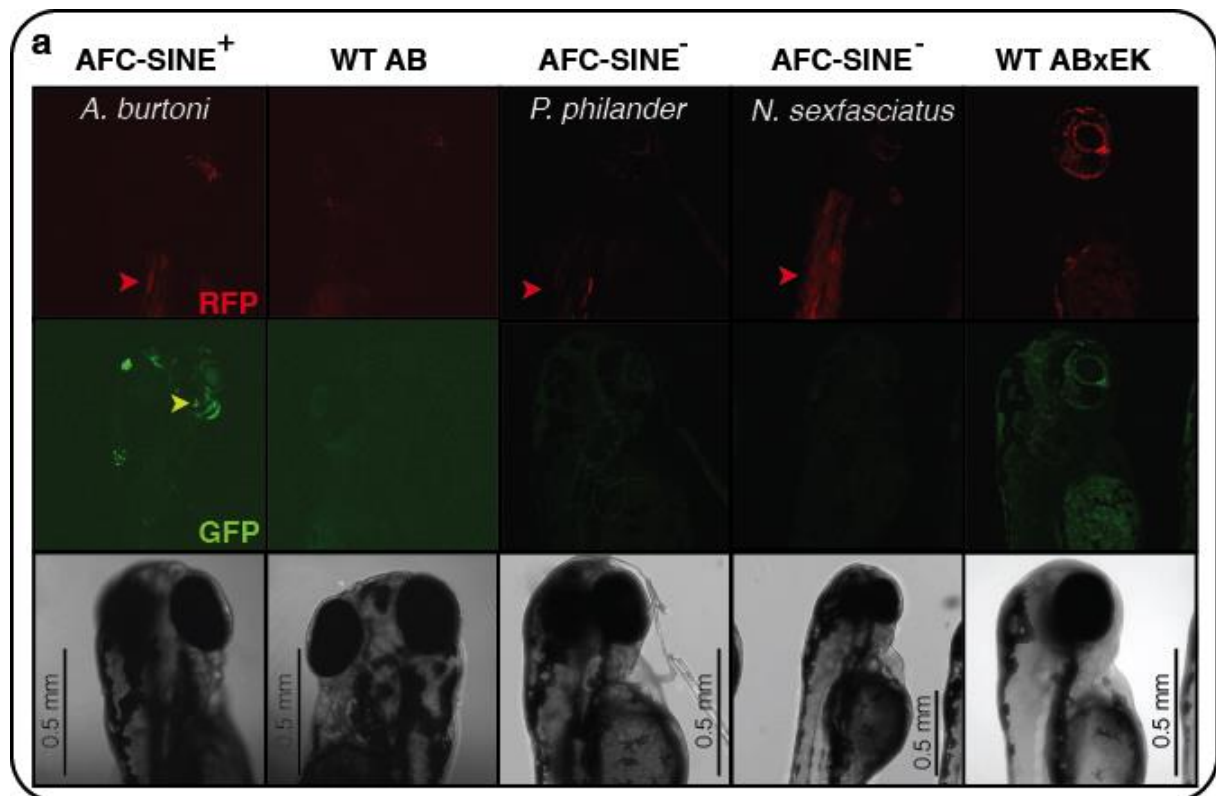 a
AFC-SINE+ WT AB AFC-SINE- AFC-SINE- WT ABxEK
A. burtoni P. philander N. sexfasciatus
RFP
GFP
0.5 mm 0.5 mm 0.5 mm 0.5 mm 0.5 mm